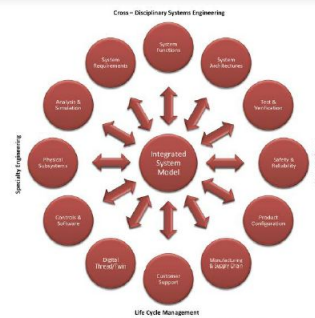 Cross – Disciplinary Systems Engineering
System
Functions
System
Architectures
Test &
Verification
Safety &
Reliability
Product
Configuration
Manufacturing
& Supply Chain
Customer
Support
Digital
Thread/Twin
Controls &
Software
Physical
Subsystems
Analysis &
Simulation
System
Requirements
Integrated
System
Model
Specialty Engineering
Life Cycle Management